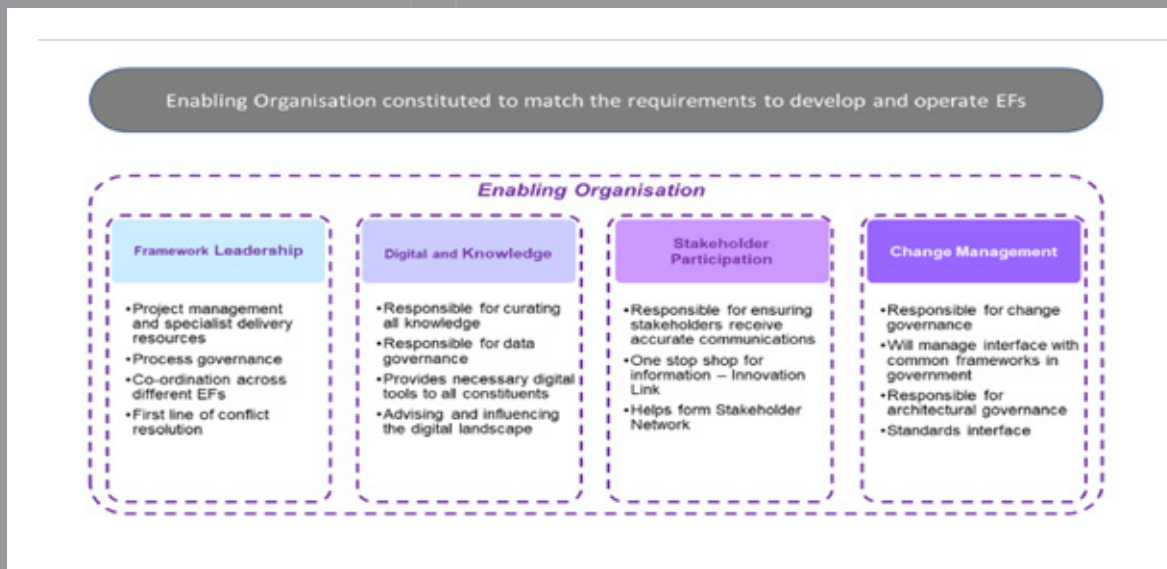 Enabling Organisation constituted to match the requirements to develop and operate EFs
Enabling Organisation
Framework Leadership
•Project management
and specialist delivery
resources
•Process governance
•Co-ordination across
different EFs
•First line of conflict
resolution
Digital and Knowledge
•Responsible for curating
all knowledge
•Responsible for data
governance
•Provides necessary digital
tools to all constituents
•Advising and influencing
the digital landscape
Stakeholder
Participation
•Responsible for ensuring
stakeholders receive
accurate communications
•One stop shop for
information – Innovation
Link
•Helps form Stakeholder
Network
Change Management
•Responsible for change
governance
•Will manage interface with
common frameworks in
government
•Responsible for
architectural governance
•Standards interface